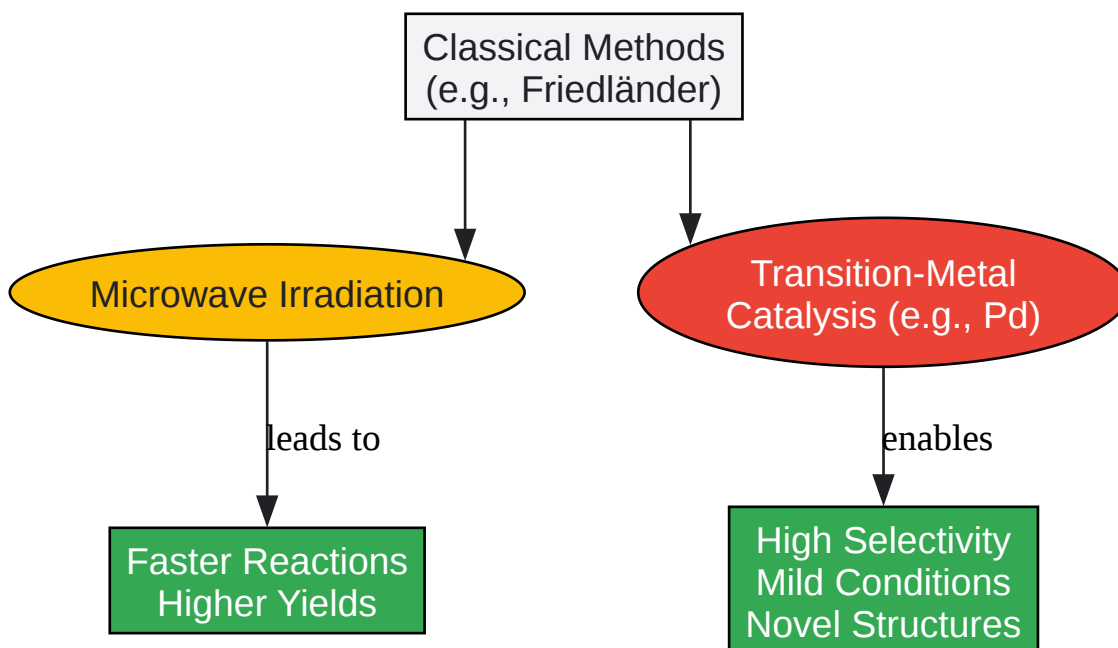 Classical Methods
(e.g., Friedländer)
Microwave Irradiation
Transition-Metal
Catalysis (e.g., Pd)
leads to
enables
Faster Reactions
Higher Yields
High Selectivity
Mild Conditions
Novel Structures